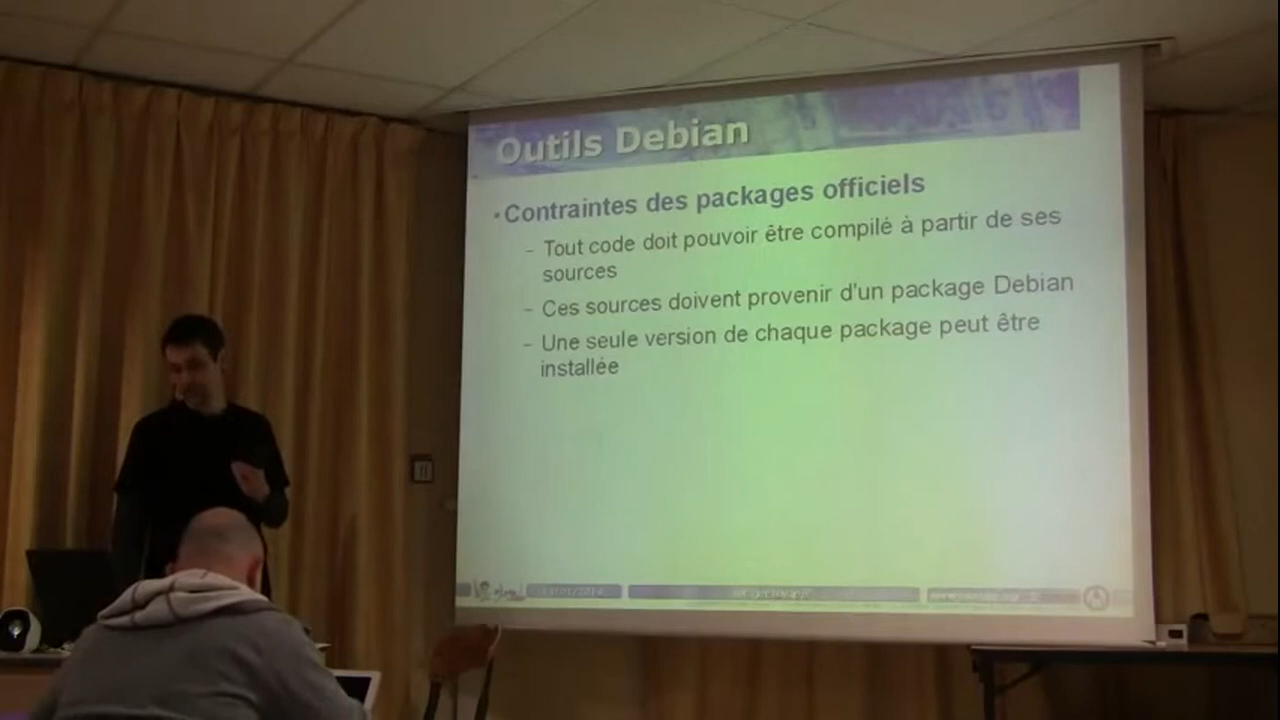 Outils Debian
• Contraintes des packages officiels
– Tout code doit pouvoir être compilé à partir de ses
sources
– Ces sources doivent provenir d'un package Debian
– Une seule version de chaque package peut être
installée